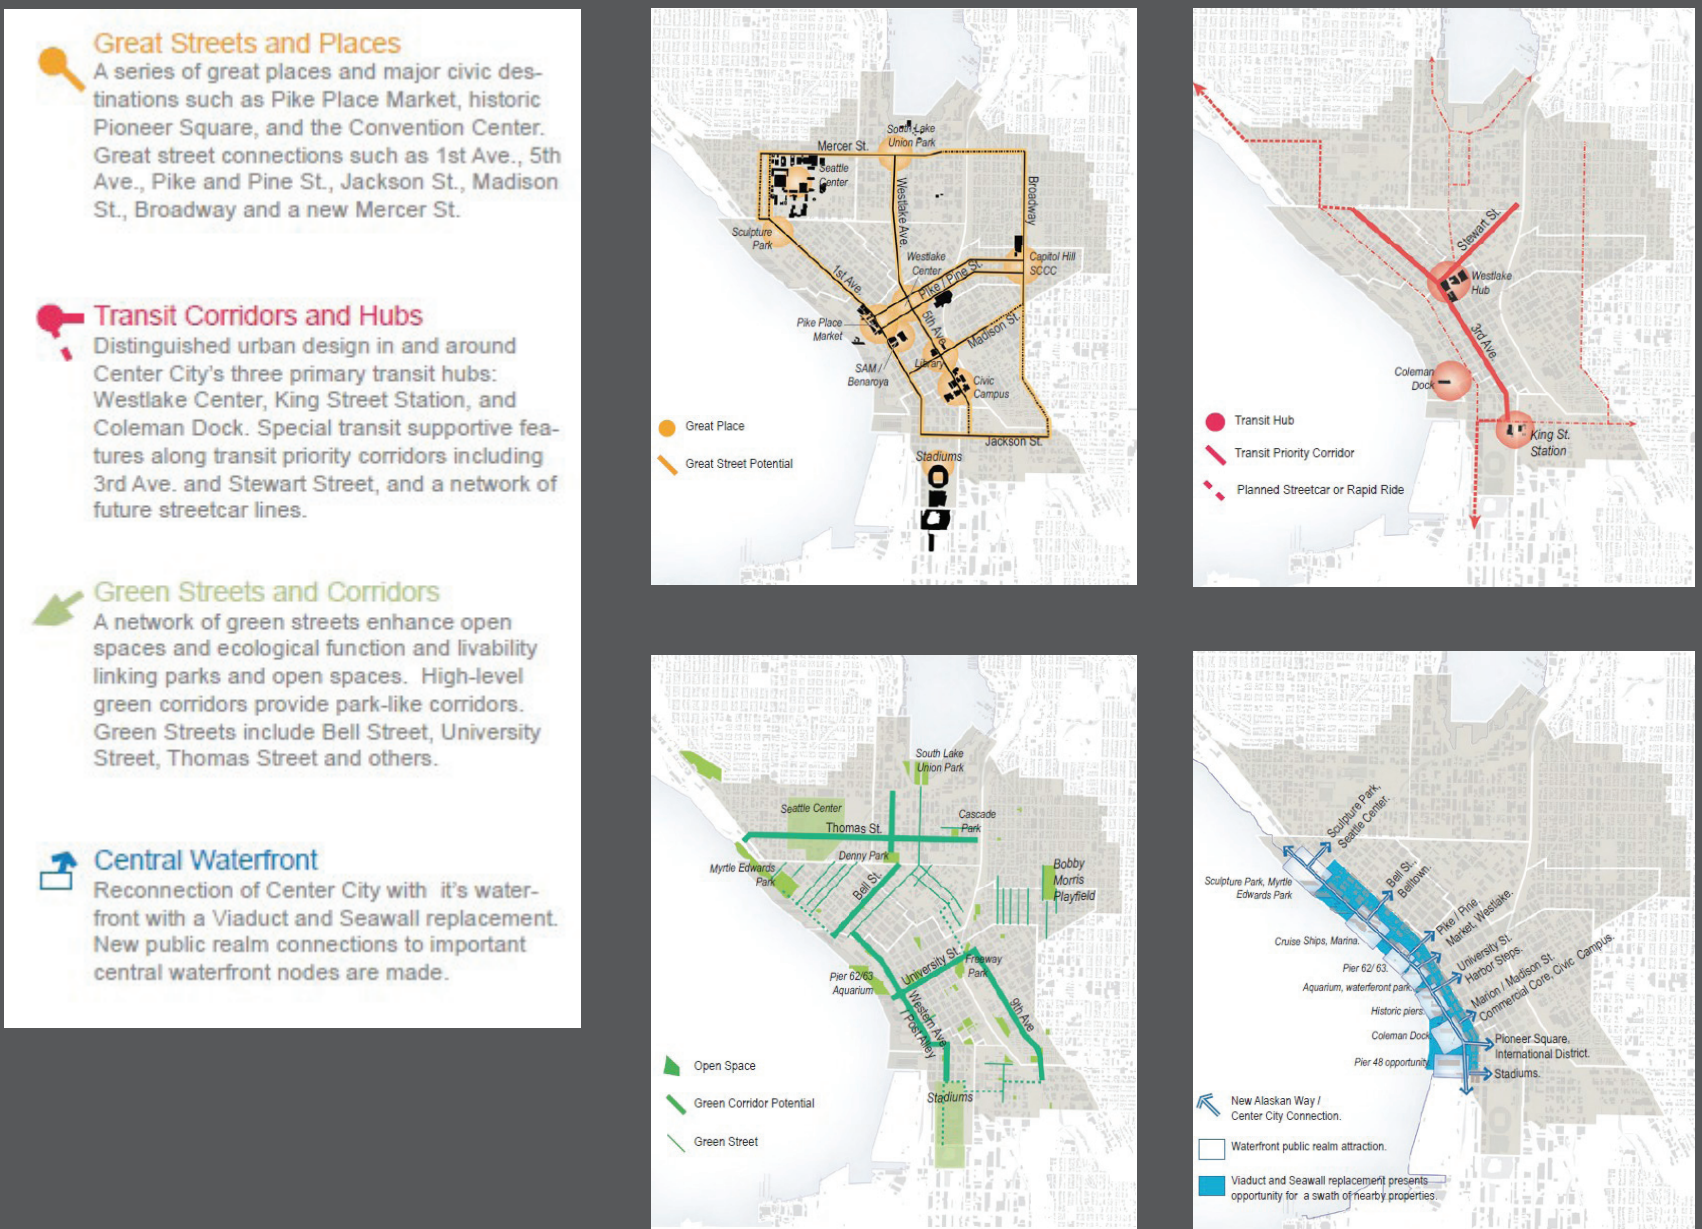 Great Streets and Places
A series of great places and major civic des-
tinations such as Pike Place Market, historic
Pioneer Square, and the Convention Center.
Great street connections such as 1st Ave., 5th
Ave., Pike and Pine St., Jackson St., Madison
St., Broadway and a new Mercer St.
Transit Corridors and Hubs
Distinguished urban design in and around
Center City's three primary transit hubs:
Westlake Center, King Street Station, and
Coleman Dock. Special transit supportive fea-
tures along transit priority corridors including
3rd Ave. and Stewart Street, and a network of
future streetcar lines.
Green Streets and Corridors
A network of green streets enhance open
spaces and ecological function and livability
linking parks and open spaces.  High-level
green corridors provide park-like corridors.
Green Streets include Bell Street, University
Street, Thomas Street and others.
Central Waterfront
Reconnection of Center City with  it's water-
front with a Viaduct and Seawall replacement.
New public realm connections to important
central waterfront nodes are made.
South Lake
Union Park
Mercer St.
Seattle
Center
Westlake Ave.
Broadway
Sculpture
Park
Westlake
Center
Capitol Hill
SCCC
1st Ave.
Pike / Pine St.
Pike Place
Market
5th Ave.
Madison St.
SAM /
Benaroya
Library
Civic
Campus
Jackson St.
Stadiums
Great Place
Great Street Potential
Stewart St.
Westlake
Hub
3rd Ave.
Coleman
Dock
King St.
Station
Transit Hub
Transit Priority Corridor
Planned Streetcar or Rapid Ride
South Lake
Union Park
Seattle Center
Cascade
Park
Thomas St.
Denny Park
Myrtle Edwards
Park
Bell St.
Bobby
Morris
Playfield
University St.
Freeway
Park
Pier 62/63
Aquarium
Western Ave.
/ Post Alley
9th Ave
Stadiums
Open Space
Green Corridor Potential
Green Street
Sculpture Park,
Seattle Center.
Bell St.,
Belltown.
Sculpture Park, Myrtle
Edwards Park
Pike / Pine,
Market, Westlake.
Cruise Ships, Marina.
University St.
Harbor Steps.
Pier 62/ 63.
Marion / Madison St.
Commercial Core, Civic Campus.
Aquarium, waterferont park.
Historic piers.
Coleman Dock
Pioneer Square,
International District.
Pier 48 opportunity.
Stadiums.
New Alaskan Way /
Center City Connection.
Waterfront public realm attraction.
Viaduct and Seawall replacement presents
opportunity for  a swath of nearby properties.